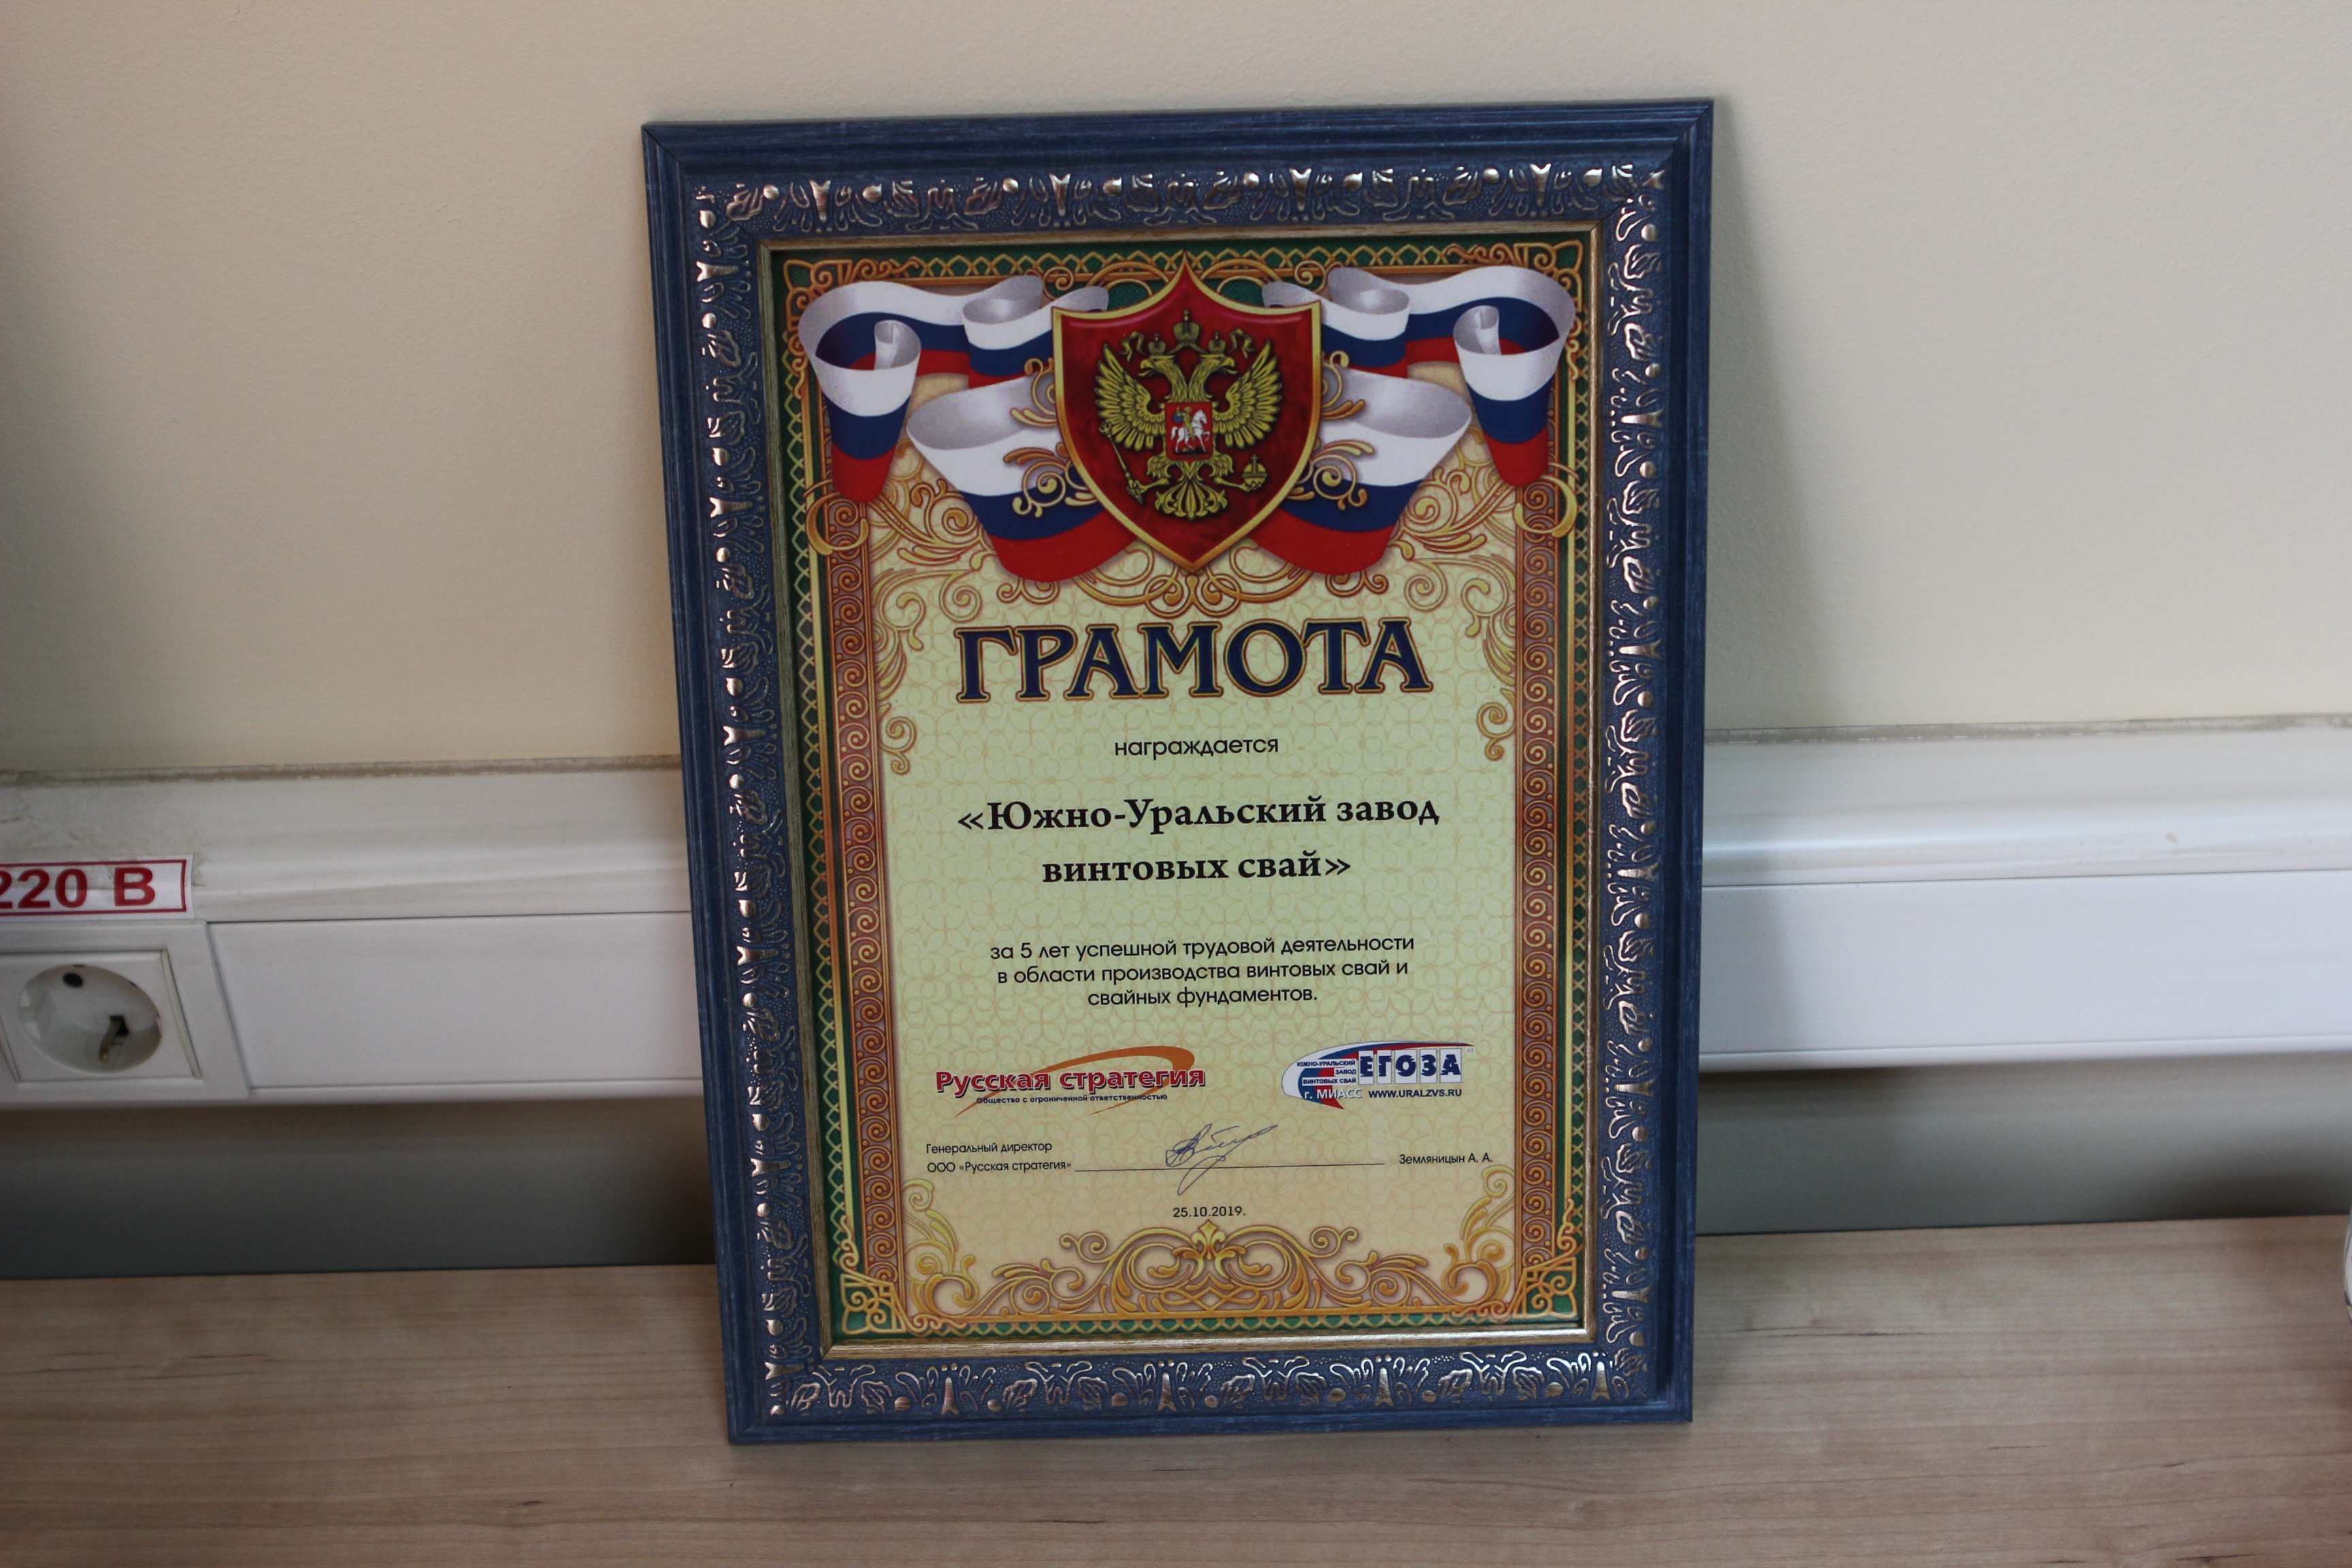 ГРАМОТА
награждается
«Южно-Уральский завод
винтовых свай»
за 5 лет успешной трудовой деятельности
в области производства винтовых свай и
свайных фундаментов.
Русская стратегия
Общество с ограниченной ответственностью
ЮЖНО-УРАЛЬСКИЙ
ЗАВОД
ВИНТОВЫХ СВАЙ
ЕГОЗА
г. МИАСС WWW.URALZVS.RU
Генеральный директор
ООО «Русская стратегия» Земляницын А. А.
25.10.2019.
220 В